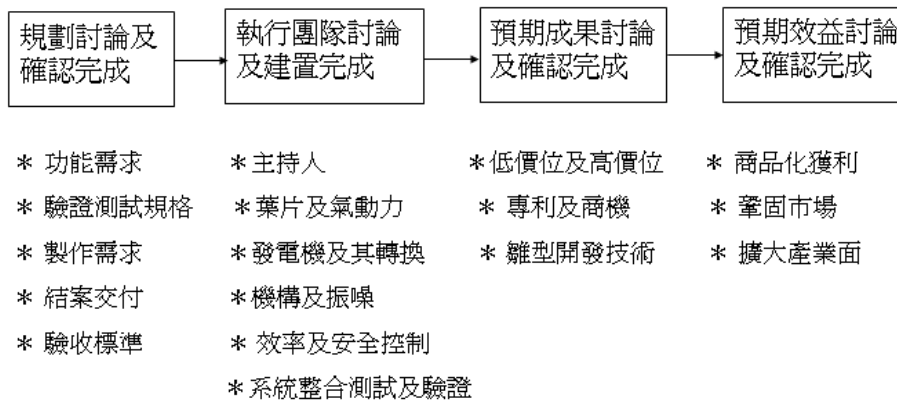 規劃討論及
確認完成
執行團隊討論
及建置完成
預期成果討論
及確認完成
預期效益討論
及確認完成
* 功能需求
* 驗證測試規格
* 製作需求
* 結案交付
* 驗收標準
* 主持人
* 葉片及氣動力
* 發電機及其轉換
* 機構及振噪
* 效率及安全控制
* 系統整合測試及驗證
* 低價位及高價位
* 專利及商機
* 雛型開發技術
* 商品化獲利
* 鞏固市場
* 擴大產業面